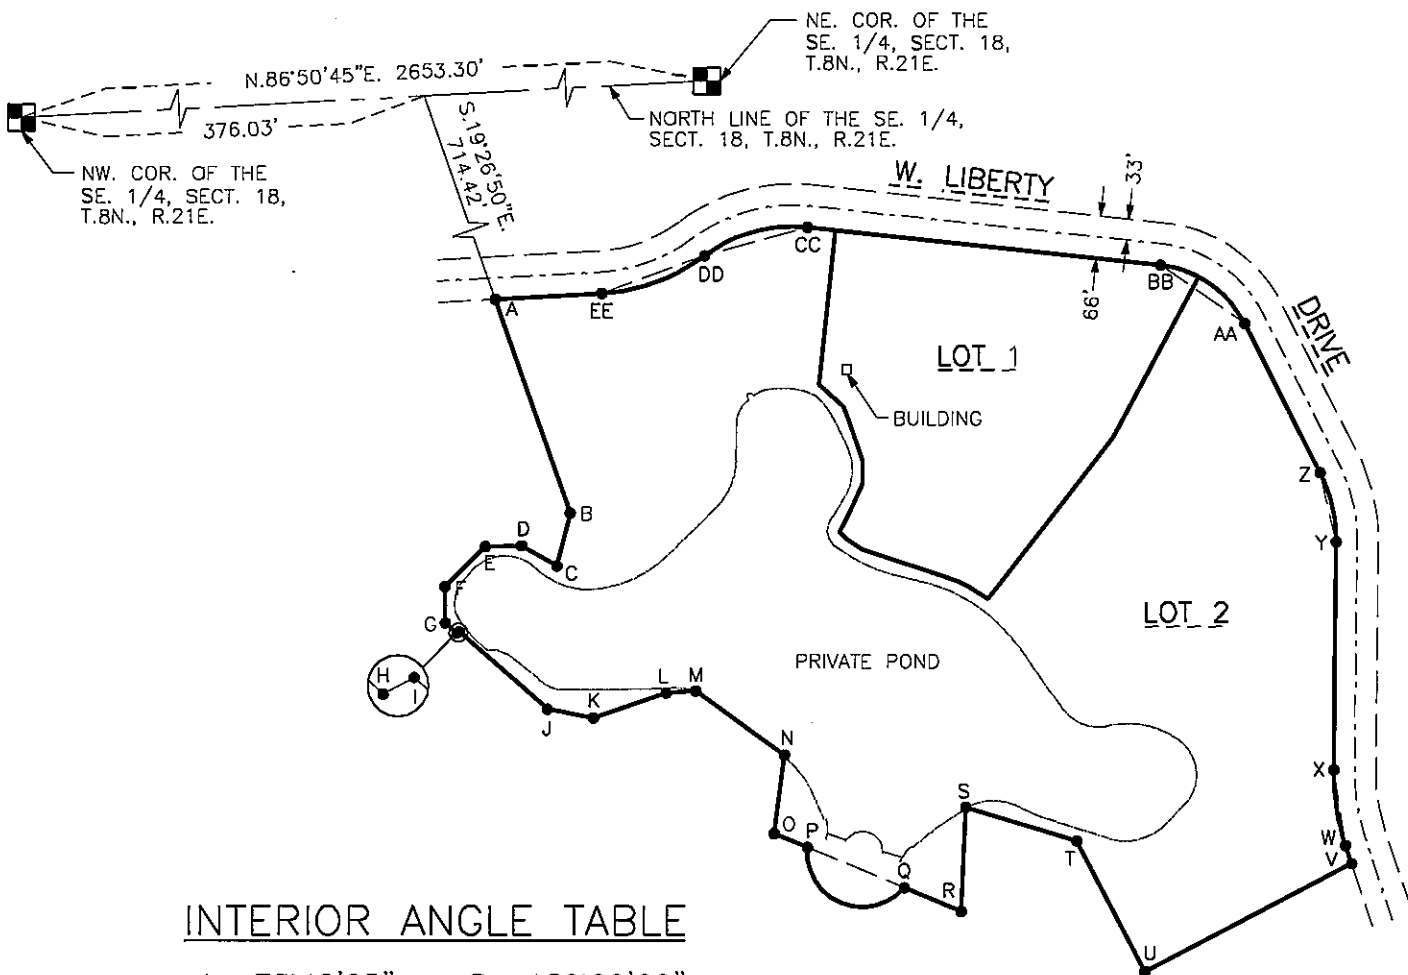 NE. COR. OF THE
SE. 1/4, SECT. 18,
T.8N., R.21E.
N.86°50'45"E. 2653.30'
376.03'
NORTH LINE OF THE SE. 1/4,
SECT. 18, T.8N., R.21E.
S.19°26'50"E.
714.42'
NW. COR. OF THE
SE. 1/4, SECT. 18,
T.8N., R.21E.
W. LIBERTY
33'
66'
DRIVE
CC
DD
BB
A
EE
AA
LOT 1
BUILDING
Z
B
D
Y
E
C
F
LOT 2
G
PRIVATE POND
H
I
L
M
K
J
N
X
S
O
P
W
T
V
Q
R
U
INTERIOR ANGLE TABLE